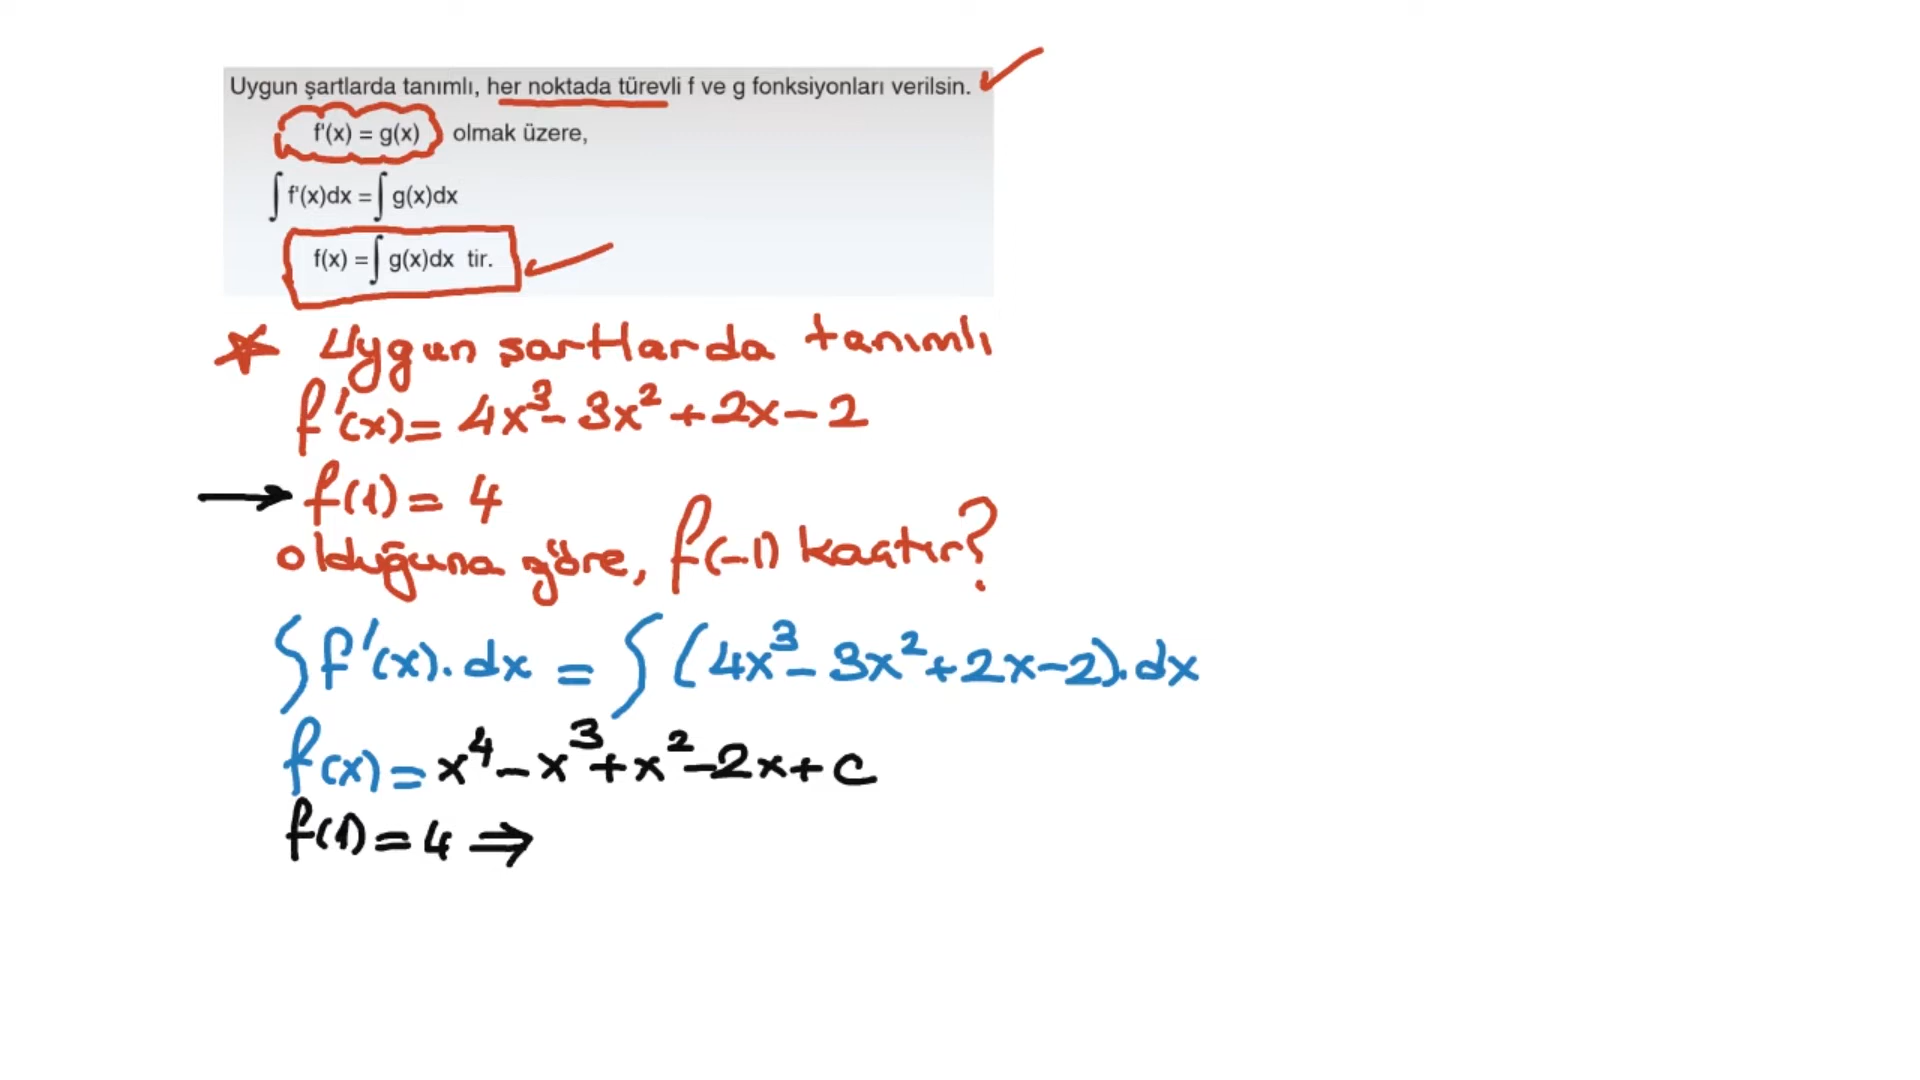 Uygun şartlarda tanımlı, her noktada türevli f ve g fonksiyonları verilsin.
f'(x) = g(x) olmak üzere,
∫ f'(x)dx = ∫ g(x)dx
f(x) = ∫ g(x)dx tir.
Uygun şartlarda tanımlı
f'(x) = 4x³ - 3x² + 2x - 2
→ f(1) = 4
olduğuna göre, f(-1) kaçtır?
∫ f'(x). dx = ∫ (4x³ - 3x² + 2x - 2). dx
f(x) = x⁴ - x³ + x² - 2x + c
f(1) = 4 ⇒